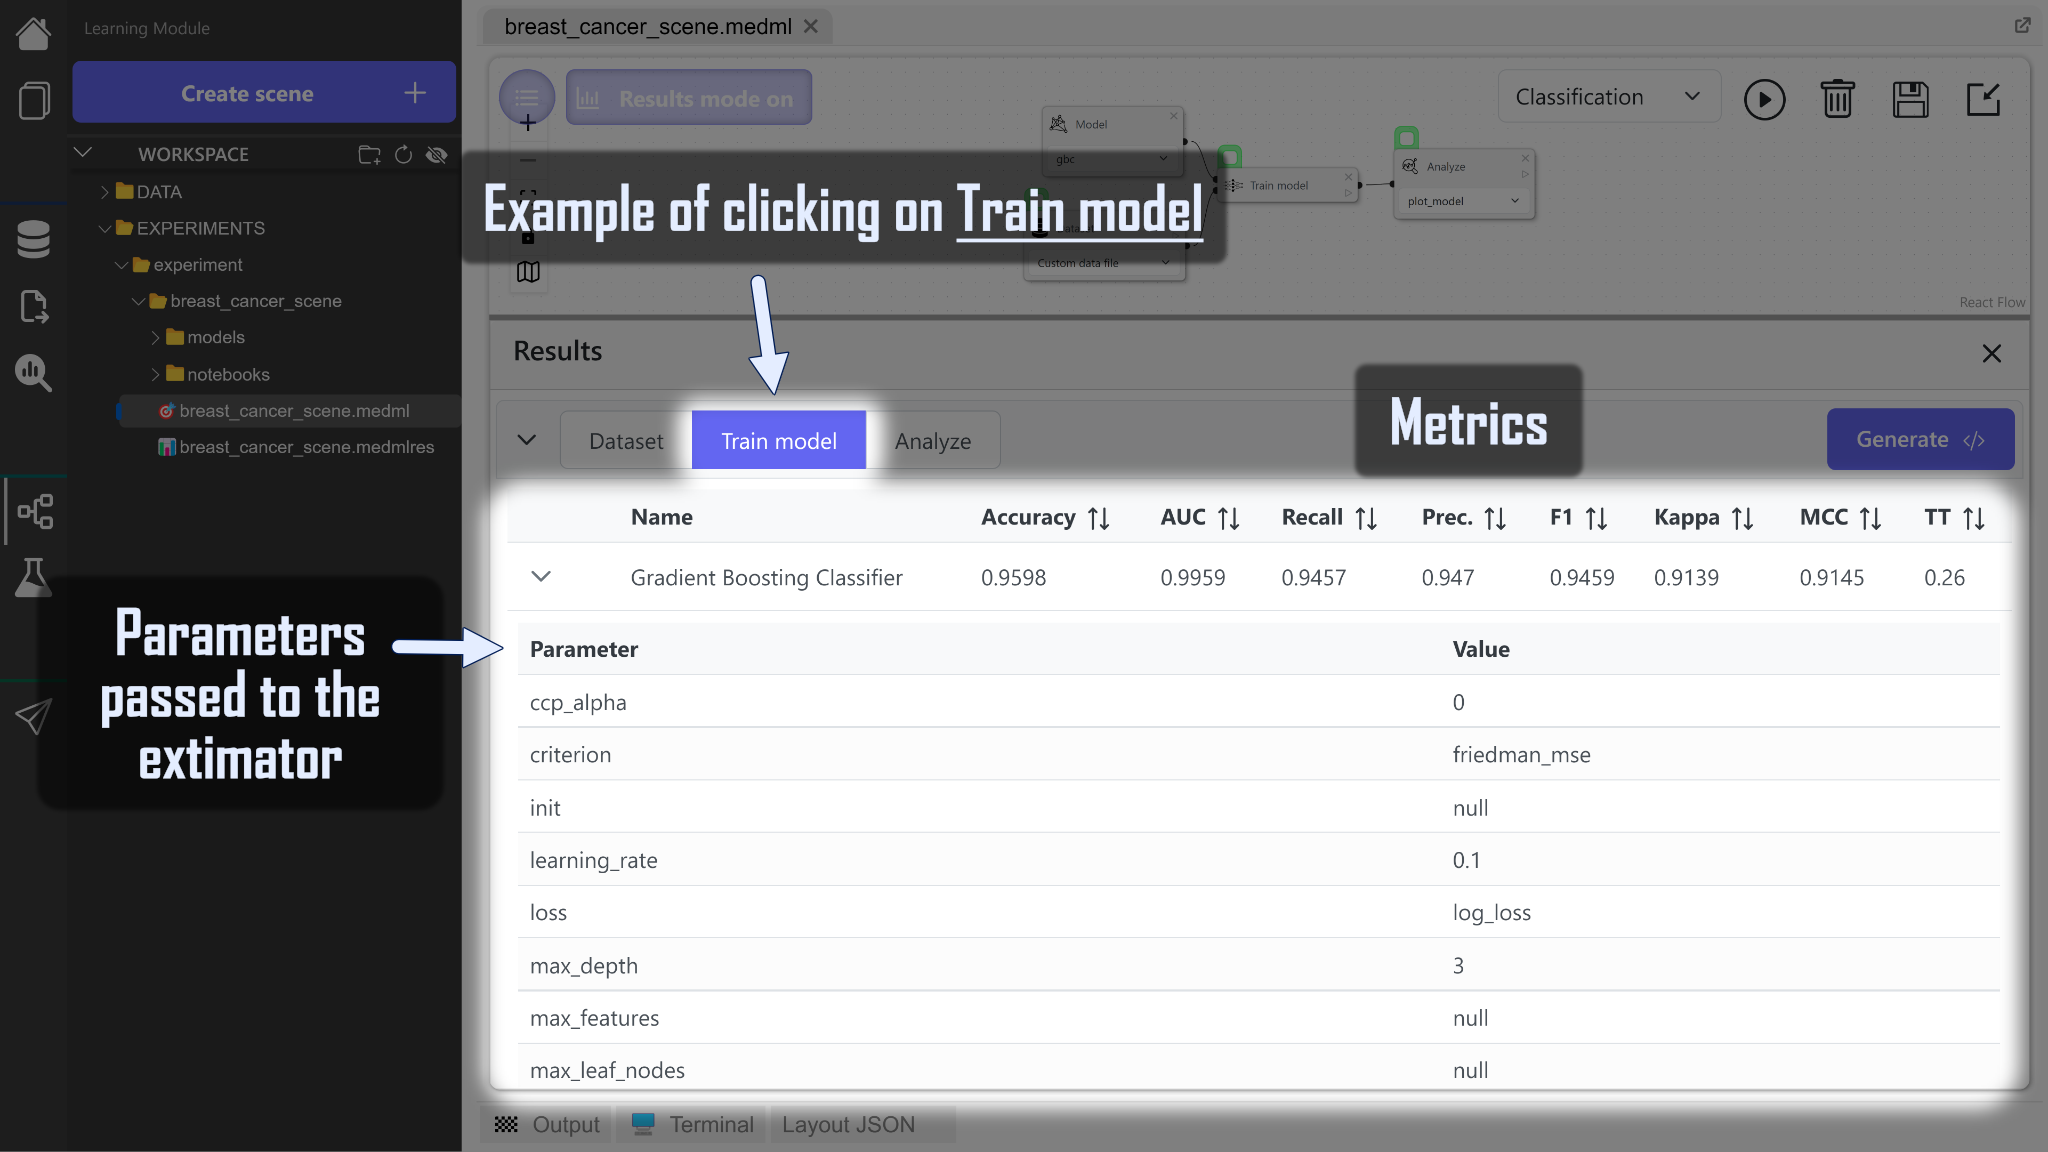 Learning Module
Create scene
WORKSPACE
DATA
EXPERIMENTS
experiment
breast_cancer_scene
models
notebooks
breast_cancer_scene.medml
breast_cancer_scene.medmlres
Parameters
passed to the
extimator
breast_cancer_scene.medml
Results mode on
Classification
Model
gbc
Train model
Analyze
plot_model
Custom data file
React Flow
Example of clicking on Train model
Results
Metrics
Dataset Train model Analyze
Generate </>
Name Accuracy AUC Recall Prec. F1 Kappa MCC TT
Gradient Boosting Classifier 0.9598 0.9959 0.9457 0.947 0.9459 0.9139 0.9145 0.26
Parameter Value
ccp_alpha 0
criterion friedman_mse
init null
learning_rate 0.1
loss log_loss
max_depth 3
max_features null
max_leaf_nodes null
Output Terminal Layout JSON